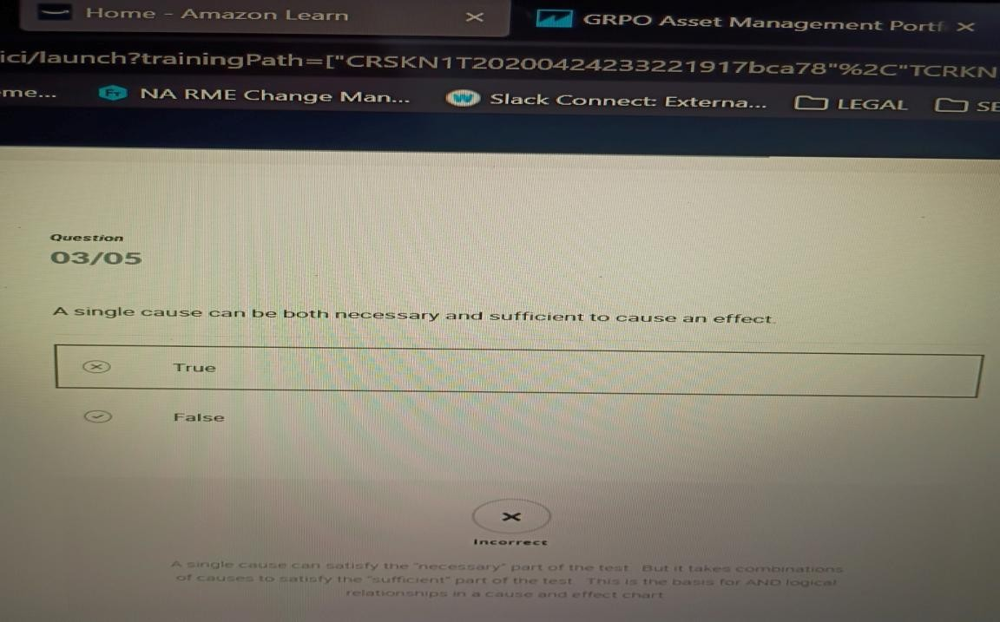 Home - Amazon Learn
GRPO Asset Management Portf
ici/launch?trainingPath=["CRSKN1T20200424233221917bca78"%2C"TCRKN
me...
NA RME Change Man...
Slack Connect: Externa...
LEGAL
SE
Question
03/05
A single cause can be both necessary and sufficient to cause an effect.
True
False
Incorrect
A single cause can satisfy the "necessary" part of the test. But it takes combinations
of causes to satisfy the "sufficient" part of the test. This is the basis for AND logical
relationships in a cause and effect chart